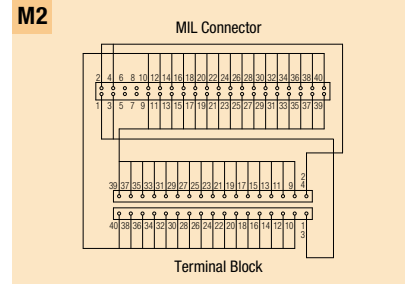 M2
MIL Connector
2 4 6 8 10 12 14 16 18 20 22 24 26 28 30 32 34 36 38 40
1 3 5 7 9 11 13 15 17 19 21 23 25 27 29 31 33 35 37 39
2
39 37 35 33 31 29 27 25 23 21 19 17 15 13 11 9 4
40 38 36 34 32 30 28 26 24 22 20 18 16 14 12 10 1
3
Terminal Block